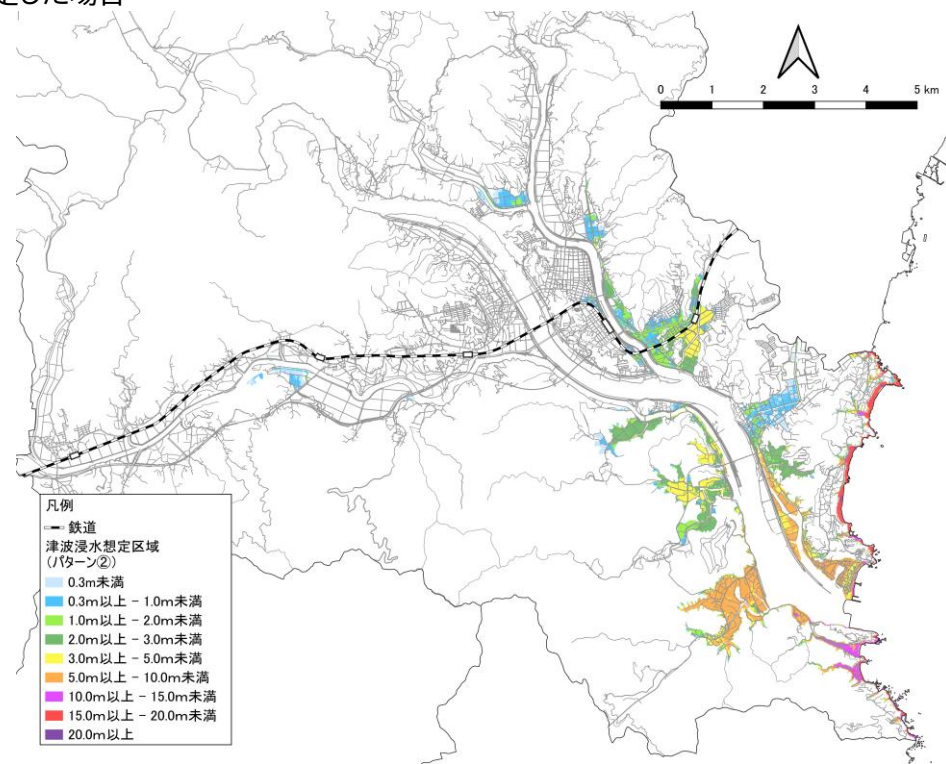 定した場合
0 1 2 3 4 5 km
凡例
鉄道
津波浸水想定区域
(パターン②)
0.3m未満
0.3m以上 - 1.0m未満
1.0m以上 - 2.0m未満
2.0m以上 - 3.0m未満
3.0m以上 - 5.0m未満
5.0m以上 - 10.0m未満
10.0m以上 - 15.0m未満
15.0m以上 - 20.0m未満
20.0m以上